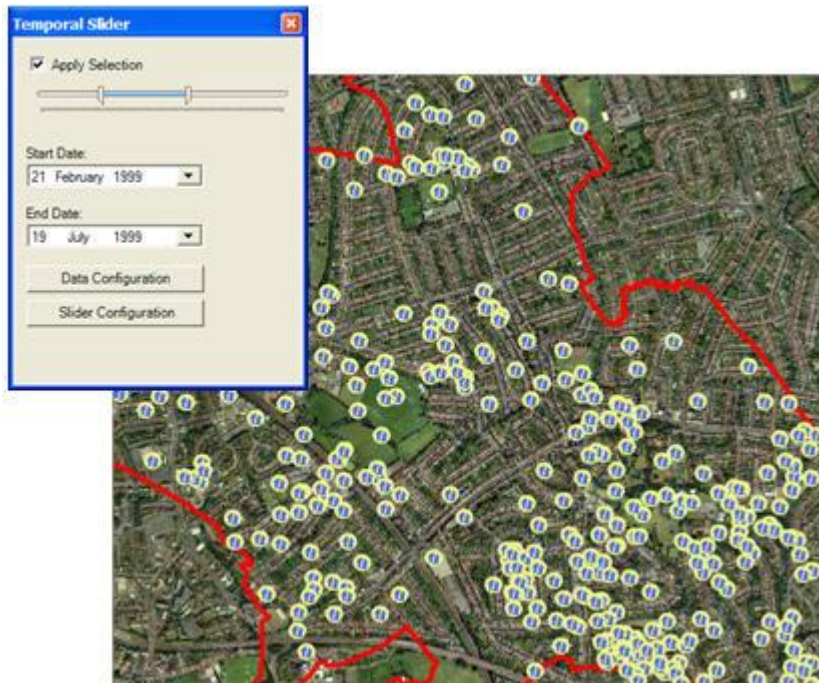 Temporal Slider
Apply Selection
Start Date:
21 February 1999
End Date:
19 July 1999
Data Configuration
Slider Configuration